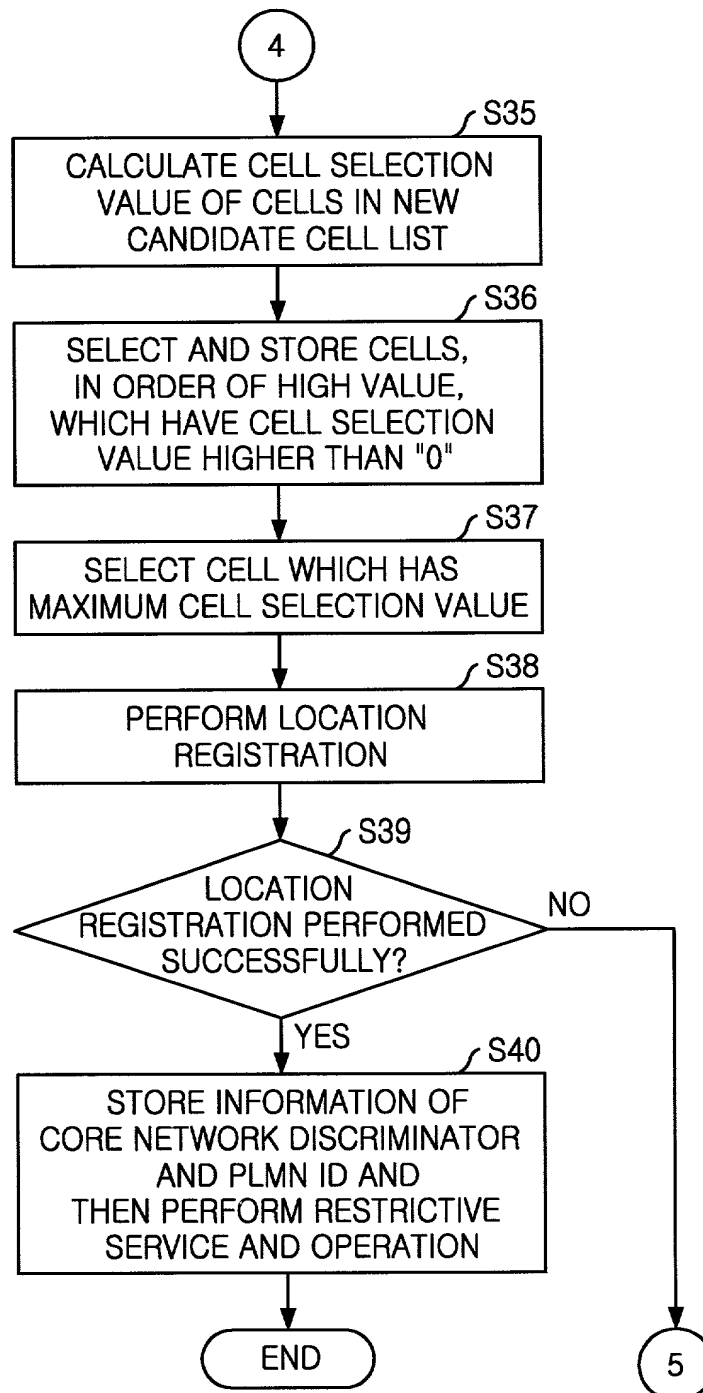 4
S35
CALCULATE CELL SELECTION
VALUE OF CELLS IN NEW
CANDIDATE CELL LIST
S36
SELECT AND STORE CELLS,
IN ORDER OF HIGH VALUE,
WHICH HAVE CELL SELECTION
VALUE HIGHER THAN "0"
S37
SELECT CELL WHICH HAS
MAXIMUM CELL SELECTION VALUE
S38
PERFORM LOCATION
REGISTRATION
S39
LOCATION
REGISTRATION PERFORMED
SUCCESSFULLY?
NO
YES
S40
STORE INFORMATION OF
CORE NETWORK DISCRIMINATOR
AND PLMN ID AND
THEN PERFORM RESTRICTIVE
SERVICE AND OPERATION
END
5